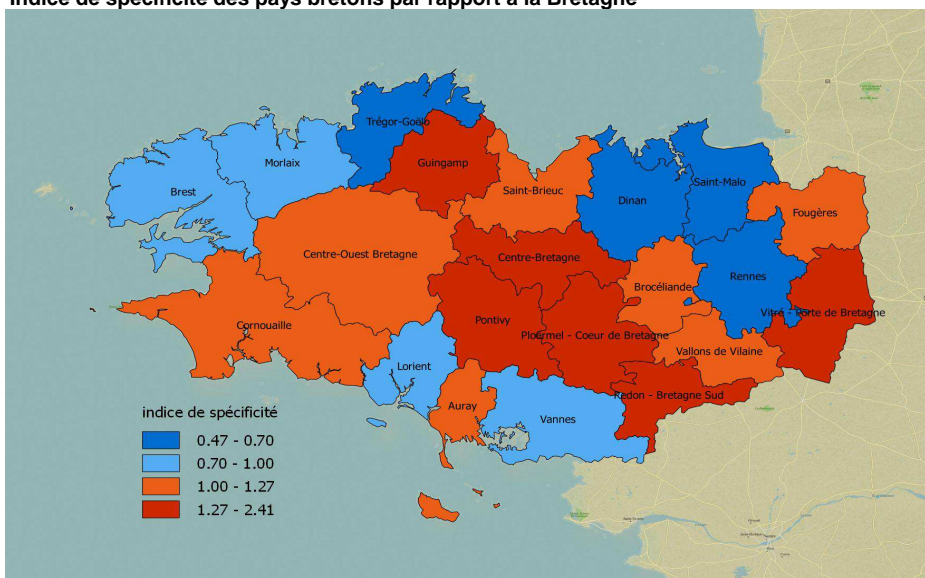 Indice de spécificité des pays bretons par rapport à la Bretagne
Trégor-Goëlo
Morlaix
Guingamp
Brest
Saint-Brieuc
Saint-Malo
Dinan
Fougères
Centre-Ouest Bretagne
Centre-Bretagne
Rennes
Brocéliande
Vitré - Porte de Bretagne
Pontivy
Ploërmel - Coeur de Bretagne
Cornouaille
Vallons de Vilaine
Lorient
Redon - Bretagne Sud
Auray
Vannes
indice de spécificité
0.47 - 0.70
0.70 - 1.00
1.00 - 1.27
1.27 - 2.41